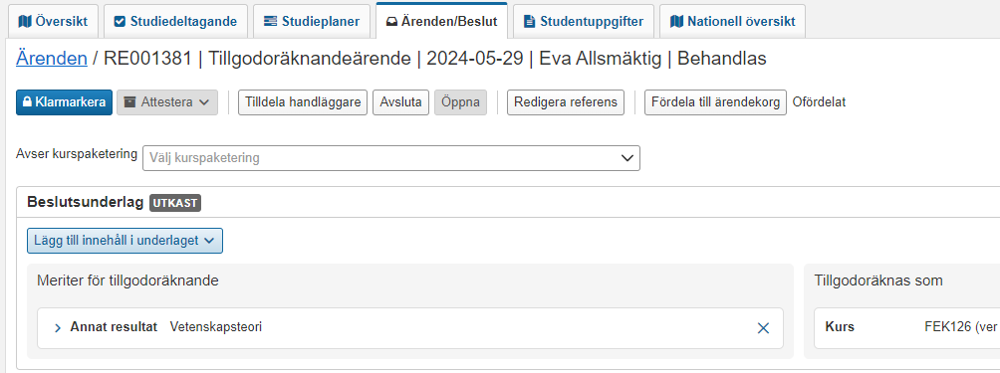 Översikt Studiedeltagande Studieplaner Ärenden/Beslut Studentuppgifter Nationell översikt
Ärenden / RE001381 | Tillgodoräknandeärende | 2024-05-29 | Eva Allsmäktig | Behandlas
Klarmarkera Attestera Tilldela handläggare Avsluta Öppna Redigera referens Fördela till ärendekorg Ofördelat
Avser kurspaketering Välj kurspaketering
Beslutsunderlag UTKAST
Lägg till innehåll i underlaget
Meriter för tillgodoräknande Tillgodoräknas som
Annat resultat Vetenskapsteori Kurs FEK126 (ver